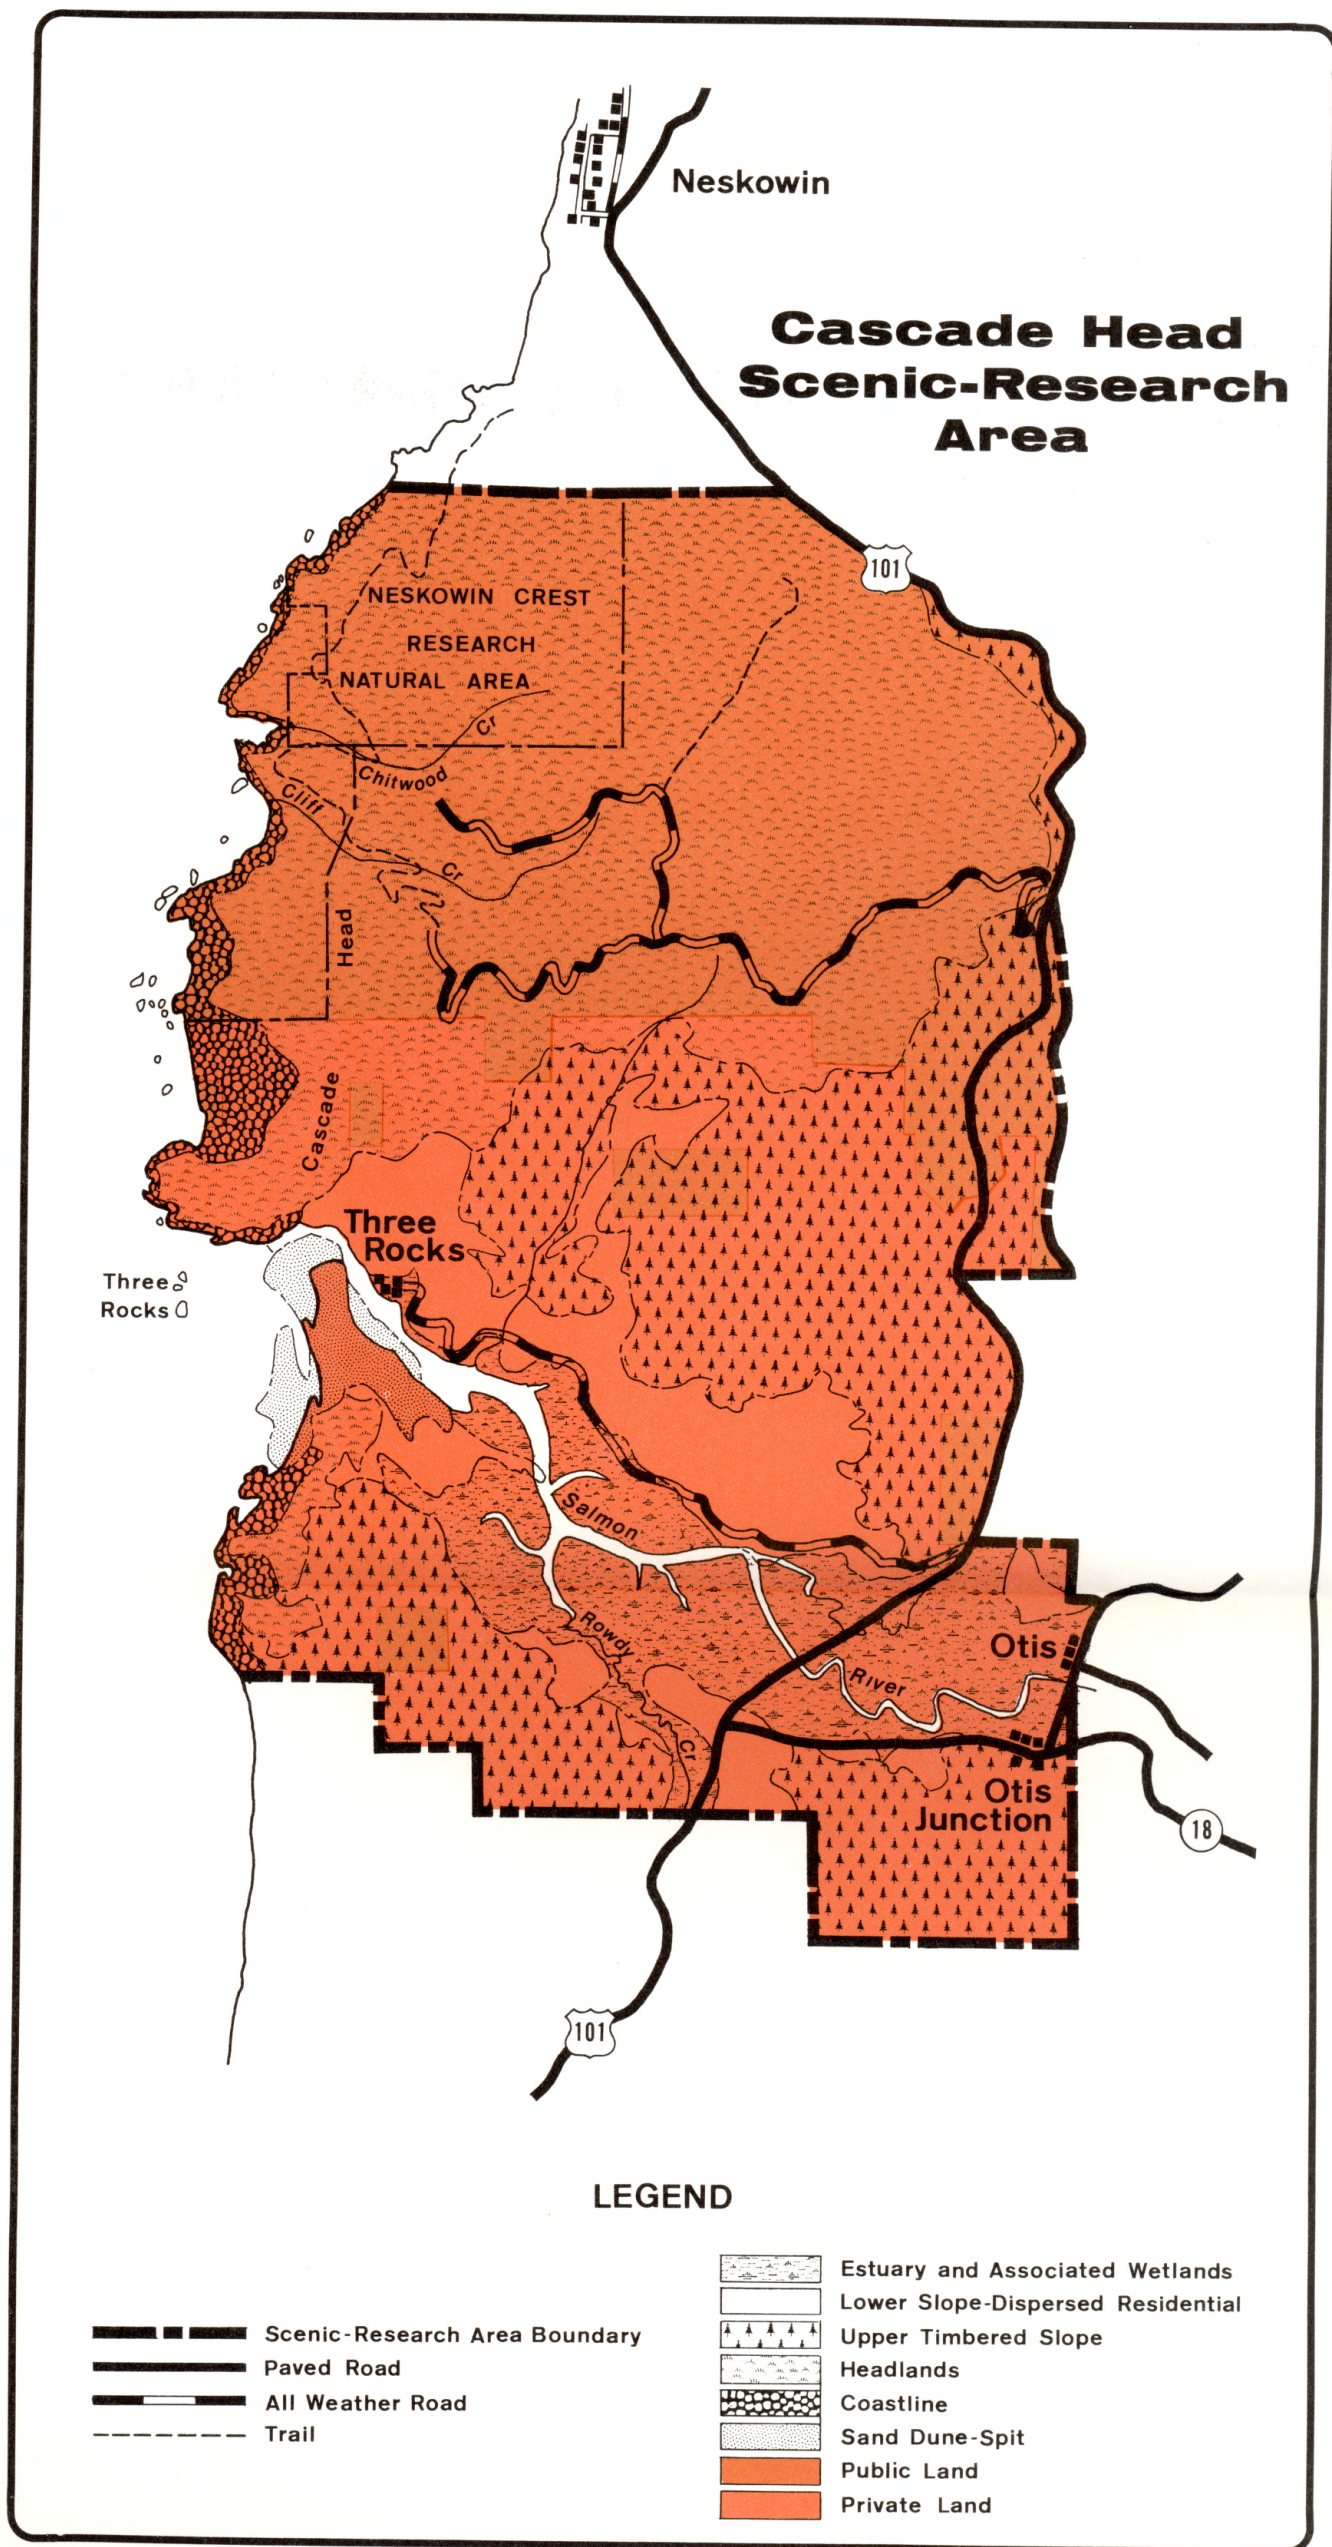 Neskowin
Cascade Head
Scenic-Research
Area
101
NESKOWIN CREST
RESEARCH
NATURAL AREA
Cr
Chitwood
Cliff
Cr
Head
Cascade
Three
Rocks
Three
Rocks
Salmon
Rowdy
Cr
River
Otis
Otis
Junction
18
101
LEGEND
Scenic-Research Area Boundary
Paved Road
All Weather Road
Trail
Estuary and Associated Wetlands
Lower Slope-Dispersed Residential
Upper Timbered Slope
Headlands
Coastline
Sand Dune-Spit
Public Land
Private Land